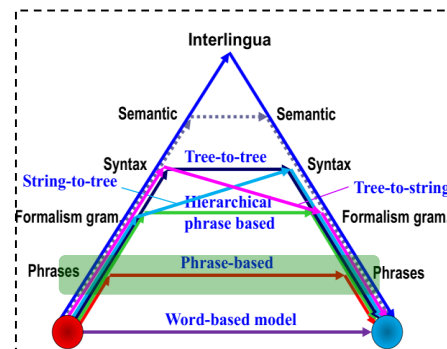 Interlingua
Semantic Semantic
Syntax Tree-to-tree Syntax
String-to-tree Tree-to-string
Hierarchical
Formalism gram. phrase based Formalism gram.
Phrases Phrase-based Phrases
Word-based model